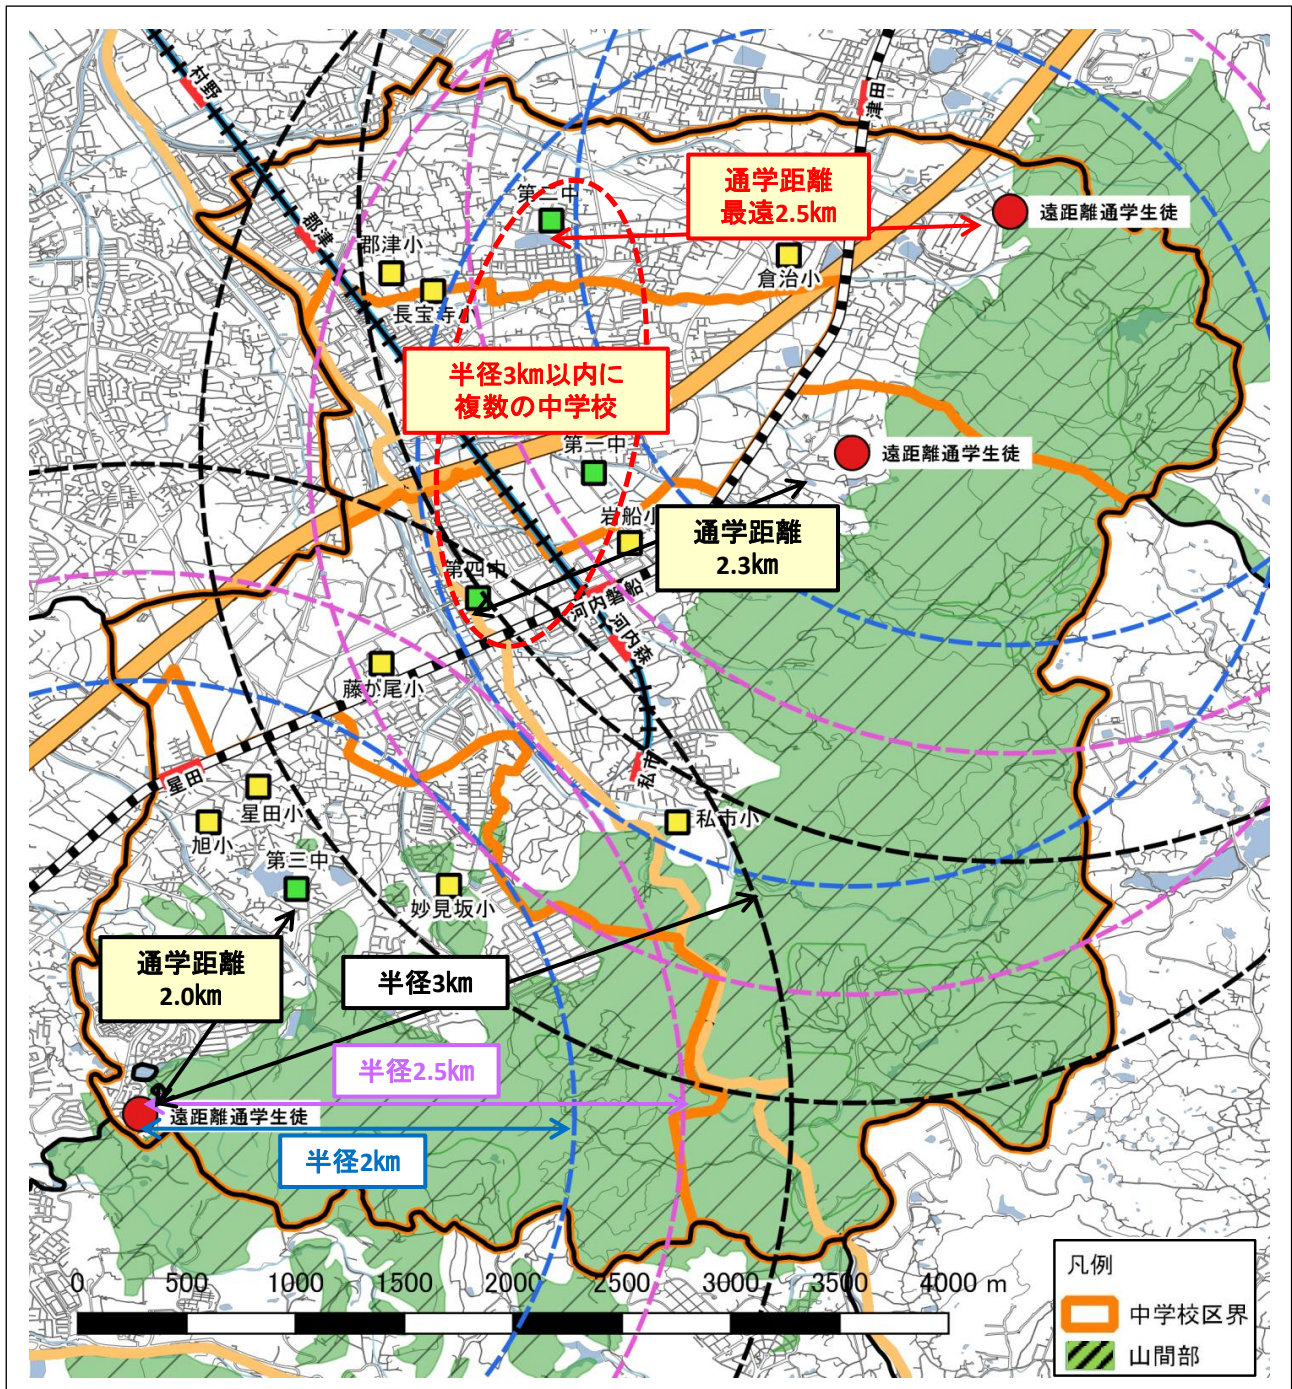 村野
津田
通学距離
最遠2.5km
第二中
遠距離通学生徒
郡津
郡津小
倉治小
長宝寺小
半径3km以内に
複数の中学校
第一中
遠距離通学生徒
岩船小
通学距離
2.3km
第四中
河内磐船
河内森
藤が尾小
星田
私市
星田小
旭小
私市小
第三中
妙見坂小
通学距離
2.0km
半径3km
半径2.5km
遠距離通学生徒
半径2km
0 500 1000 1500 2000 2500 3000 3500 4000 m
凡例
中学校区界
山間部